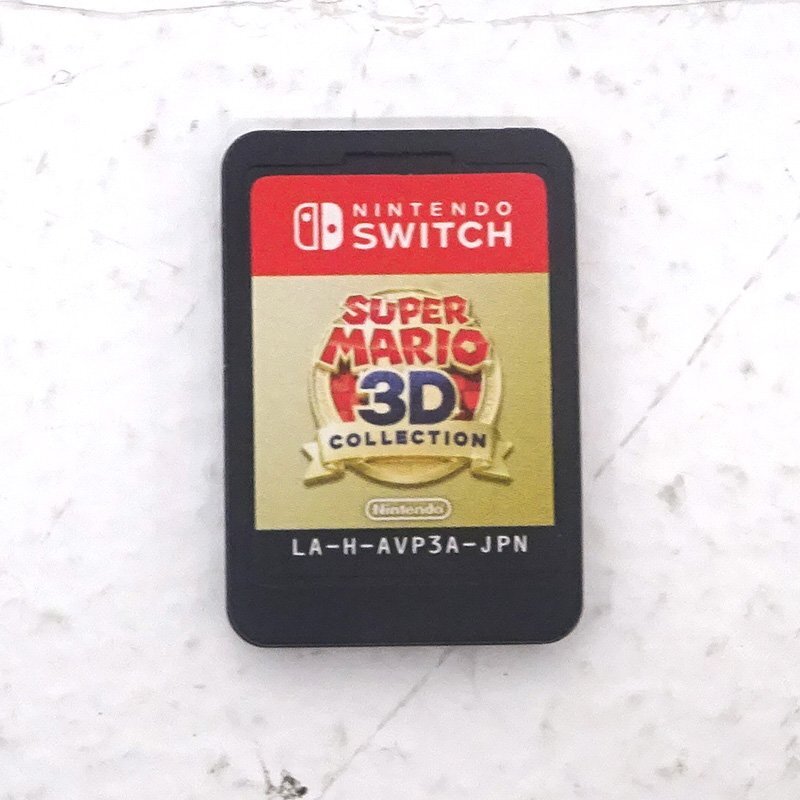 NINTENDO
SWITCH
SUPER
MARIO
3D
COLLECTION
Nintendo
LA-H-AVP3A-JPN